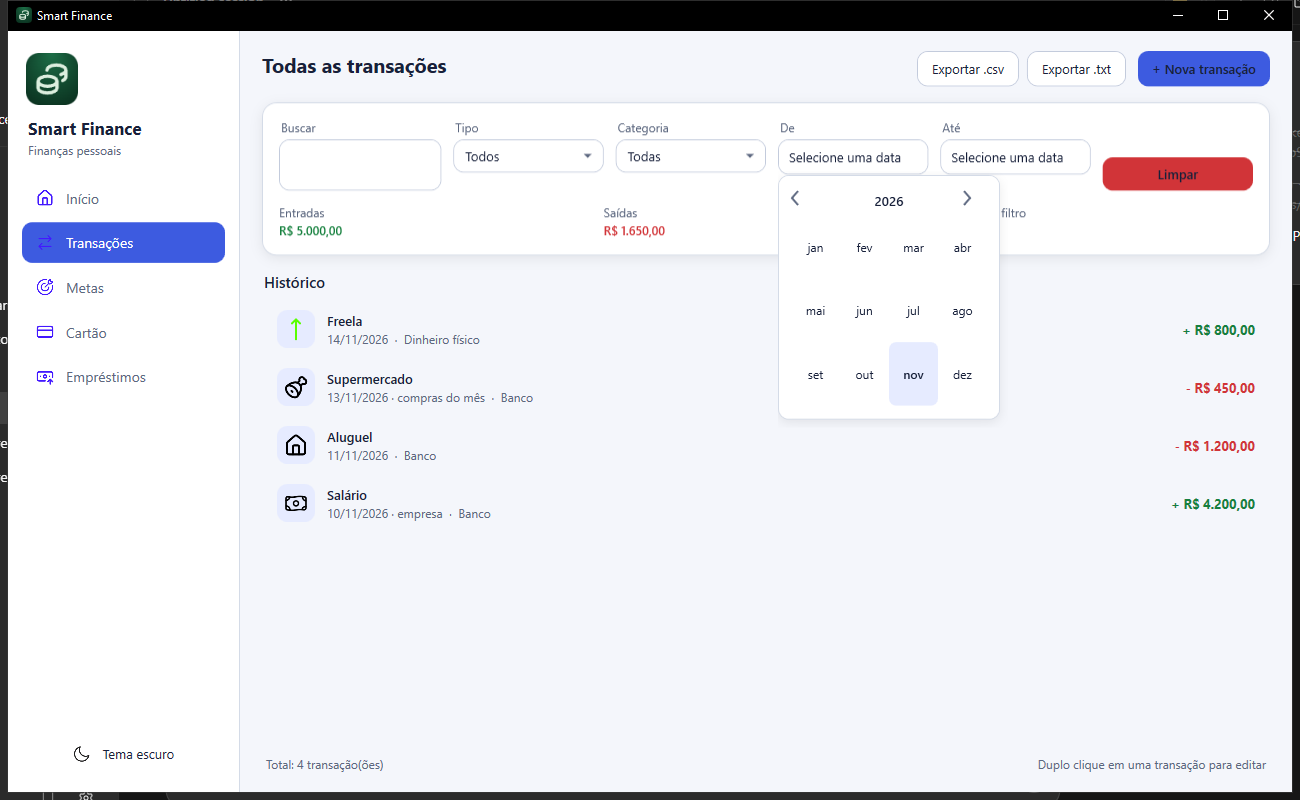 Smart Finance
Smart Finance
Finanças pessoais
Início
Transações
Metas
Cartão
Empréstimos
Tema escuro
Todas as transações
Exportar .csv
Exportar .txt
+ Nova transação
Buscar
Tipo
Categoria
De
Até
Todos
Todas
Selecione uma data
Selecione uma data
Limpar
Entradas
Saídas
filtro
R$ 5.000,00
R$ 1.650,00
2026
jan fev mar abr
mai jun jul ago
set out nov dez
Histórico
Freela
14/11/2026 · Dinheiro físico
+ R$ 800,00
Supermercado
13/11/2026 · compras do mês · Banco
- R$ 450,00
Aluguel
11/11/2026 · Banco
- R$ 1.200,00
Salário
10/11/2026 · empresa · Banco
+ R$ 4.200,00
Total: 4 transação(ões)
Duplo clique em uma transação para editar